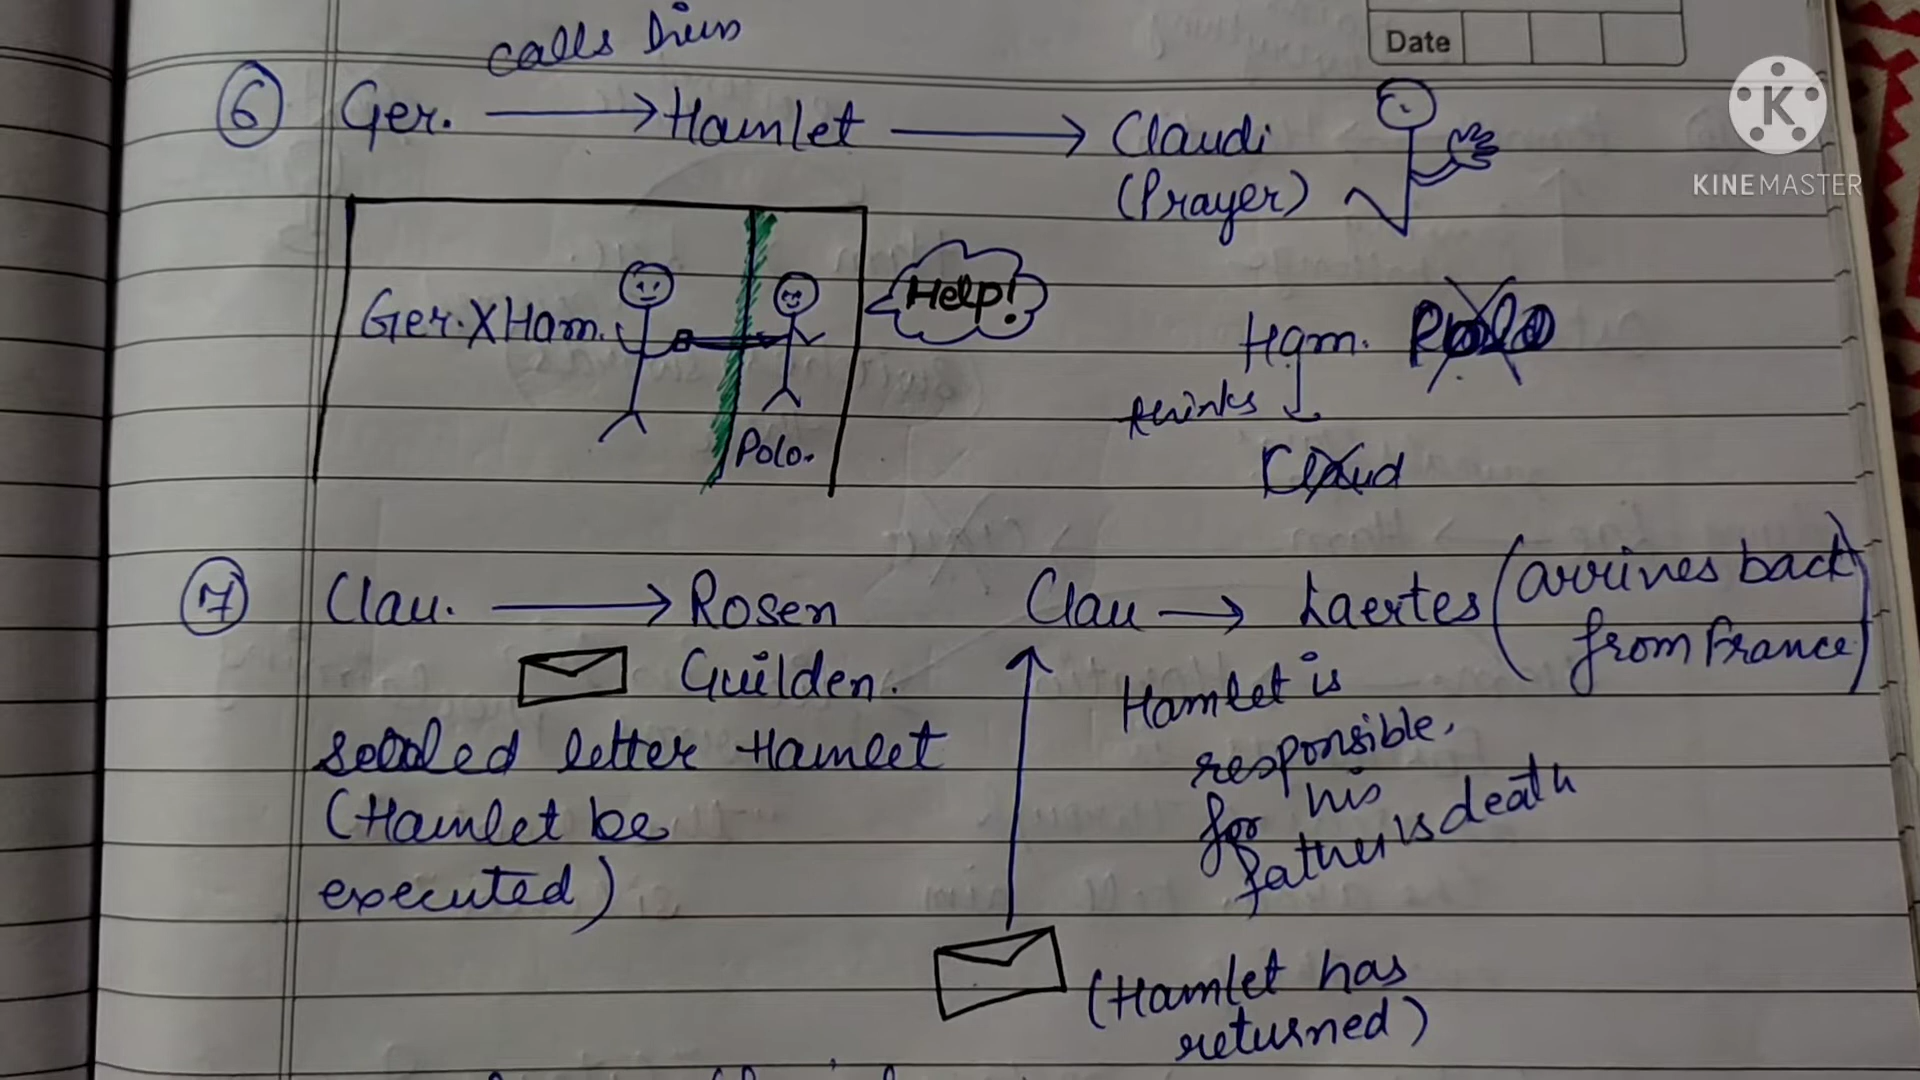 Date
calls him
6 Ger. → Hamlet → Claudi
(Prayer)
KINEMASTER
K
Ger. X Ham.
Help!
Polo.
Ham. Polo
thinks
Claud
7 Clau. → Rosen
Guilden.
sealed letter Hamlet
(Hamlet be
executed)
Clau → Laertes (arrives back
from France)
Hamlet is
responsible.
for his
father's death
(Hamlet has
returned)